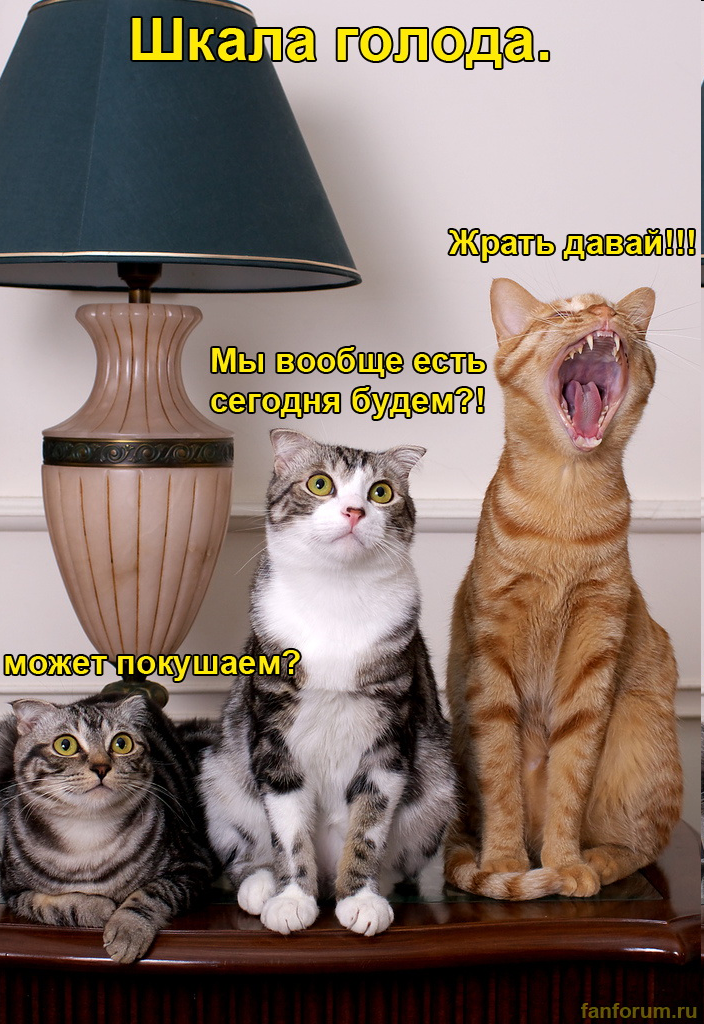 Шкала голода.
Жрать давай!!!
Мы вообще есть
сегодня будем?!
может покушаем?
fanforum.ru